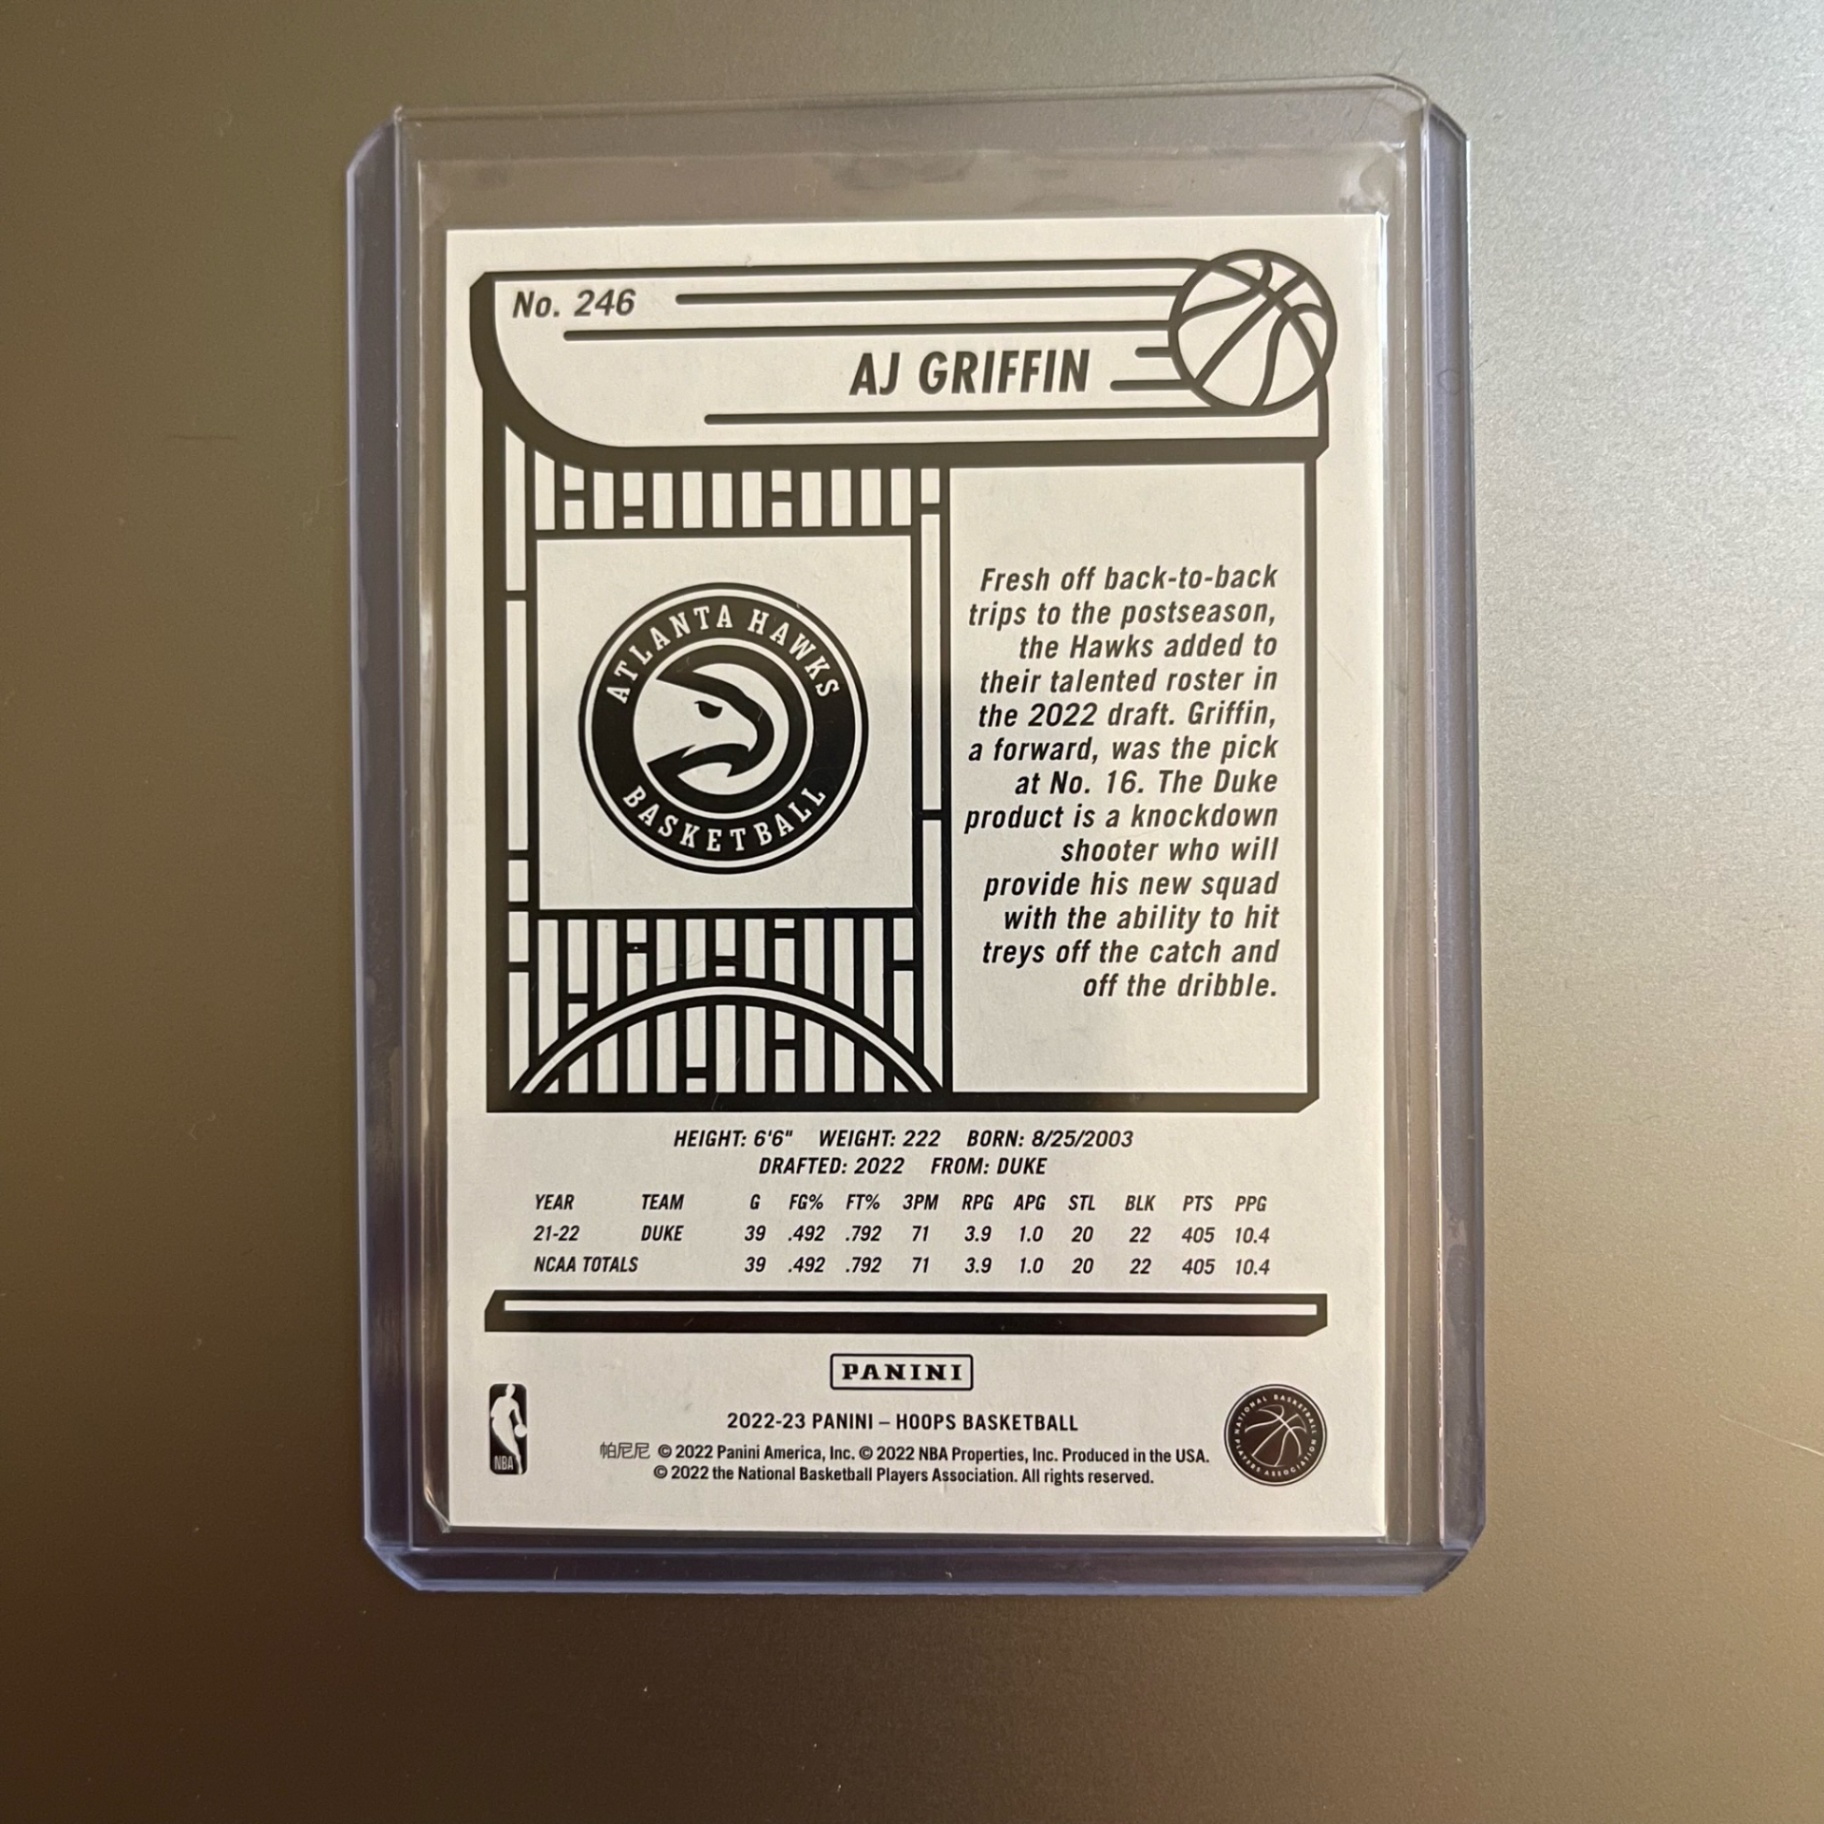 No. 246
AJ GRIFFIN
ATLANTA HAWKS
BASKETBALL
Fresh off back-to-back
trips to the postseason,
the Hawks added to
their talented roster in
the 2022 draft. Griffin,
a forward, was the pick
at No. 16. The Duke
product is a knockdown
shooter who will
provide his new squad
with the ability to hit
treys off the catch and
off the dribble.
HEIGHT: 6'6" WEIGHT: 222 BORN: 8/25/2003
DRAFTED: 2022 FROM: DUKE
YEAR TEAM G FG% FT% 3PM RPG APG STL BLK PTS PPG
21-22 DUKE 39 .492 .792 71 3.9 1.0 20 22 405 10.4
NCAA TOTALS 39 .492 .792 71 3.9 1.0 20 22 405 10.4
PANINI
2022-23 PANINI – HOOPS BASKETBALL
帕尼尼 © 2022 Panini America, Inc. © 2022 NBA Properties, Inc. Produced in the USA.
© 2022 the National Basketball Players Association. All rights reserved.
NBA
NATIONAL BASKETBALL
PLAYERS ASSOCIATION